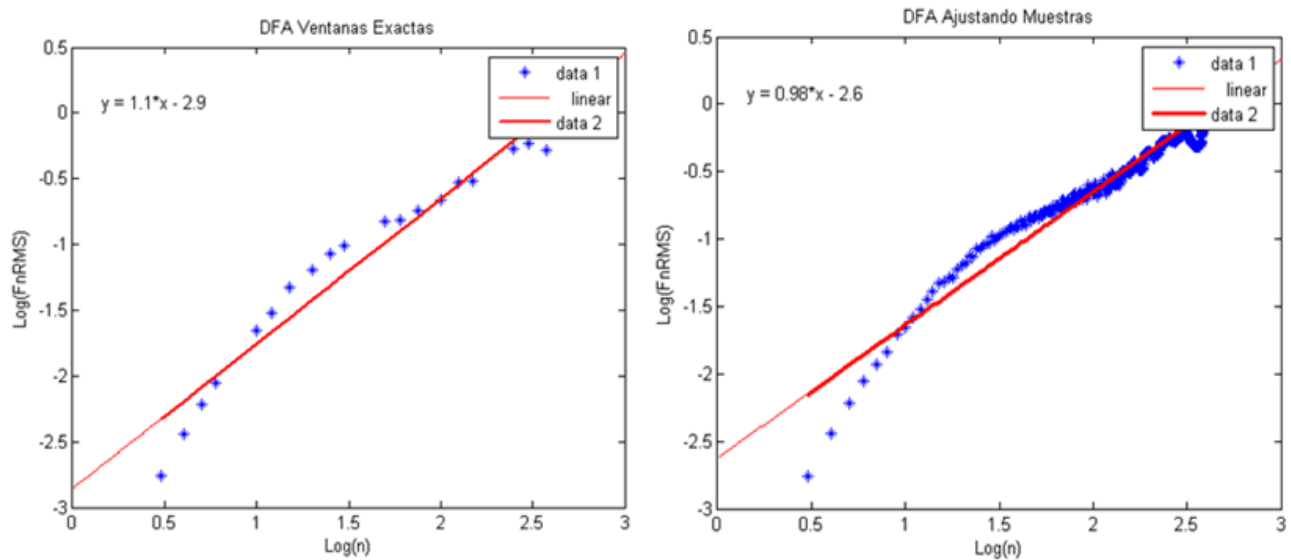 DFA Ventanas Exactas
y = 1.1*x - 2.9
data 1
linear
data 2
0.5
0
-0.5
-1
-1.5
-2
-2.5
-3
0
0.5
1
1.5
2
2.5
3
Log(FnRMS)
Log(n)
DFA Ajustando Muestras
y = 0.98*x - 2.6
data 1
linear
data 2
0.5
0
-0.5
-1
-1.5
-2
-2.5
-3
0
0.5
1
1.5
2
2.5
3
Log(FnRMS)
Log(n)